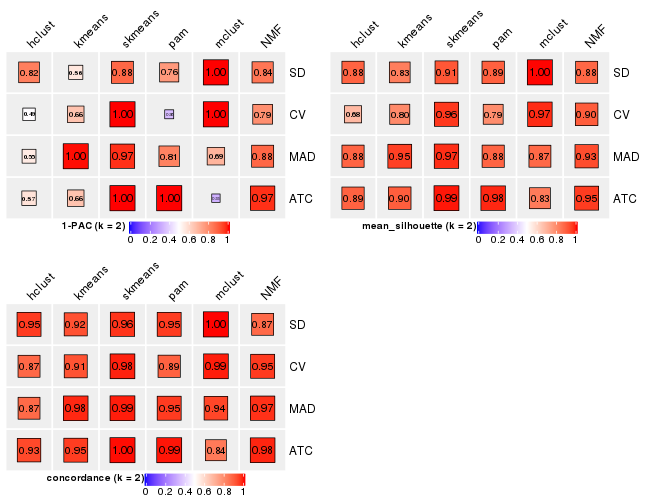 hclust kmeans skmeans pam mclust NMF
0.82 0.56 0.88 0.76 1.00 0.84 SD
0.49 0.66 1.00 1.00 0.79 CV
0.55 1.00 0.97 0.81 0.69 0.88 MAD
0.57 0.66 1.00 1.00 0.97 ATC
1-PAC (k = 2)
0 0.2 0.4 0.6 0.8 1
hclust kmeans skmeans pam mclust NMF
0.88 0.83 0.91 0.89 1.00 0.88 SD
0.68 0.80 0.96 0.79 0.97 0.90 CV
0.88 0.95 0.97 0.88 0.87 0.93 MAD
0.89 0.90 0.99 0.98 0.83 0.95 ATC
mean_silhouette (k = 2)
0 0.2 0.4 0.6 0.8 1
hclust kmeans skmeans pam mclust NMF
0.95 0.92 0.96 0.95 1.00 0.87 SD
0.87 0.91 0.98 0.89 0.99 0.95 CV
0.87 0.98 0.99 0.95 0.94 0.97 MAD
0.93 0.95 1.00 0.99 0.84 0.98 ATC
concordance (k = 2)
0 0.2 0.4 0.6 0.8 1